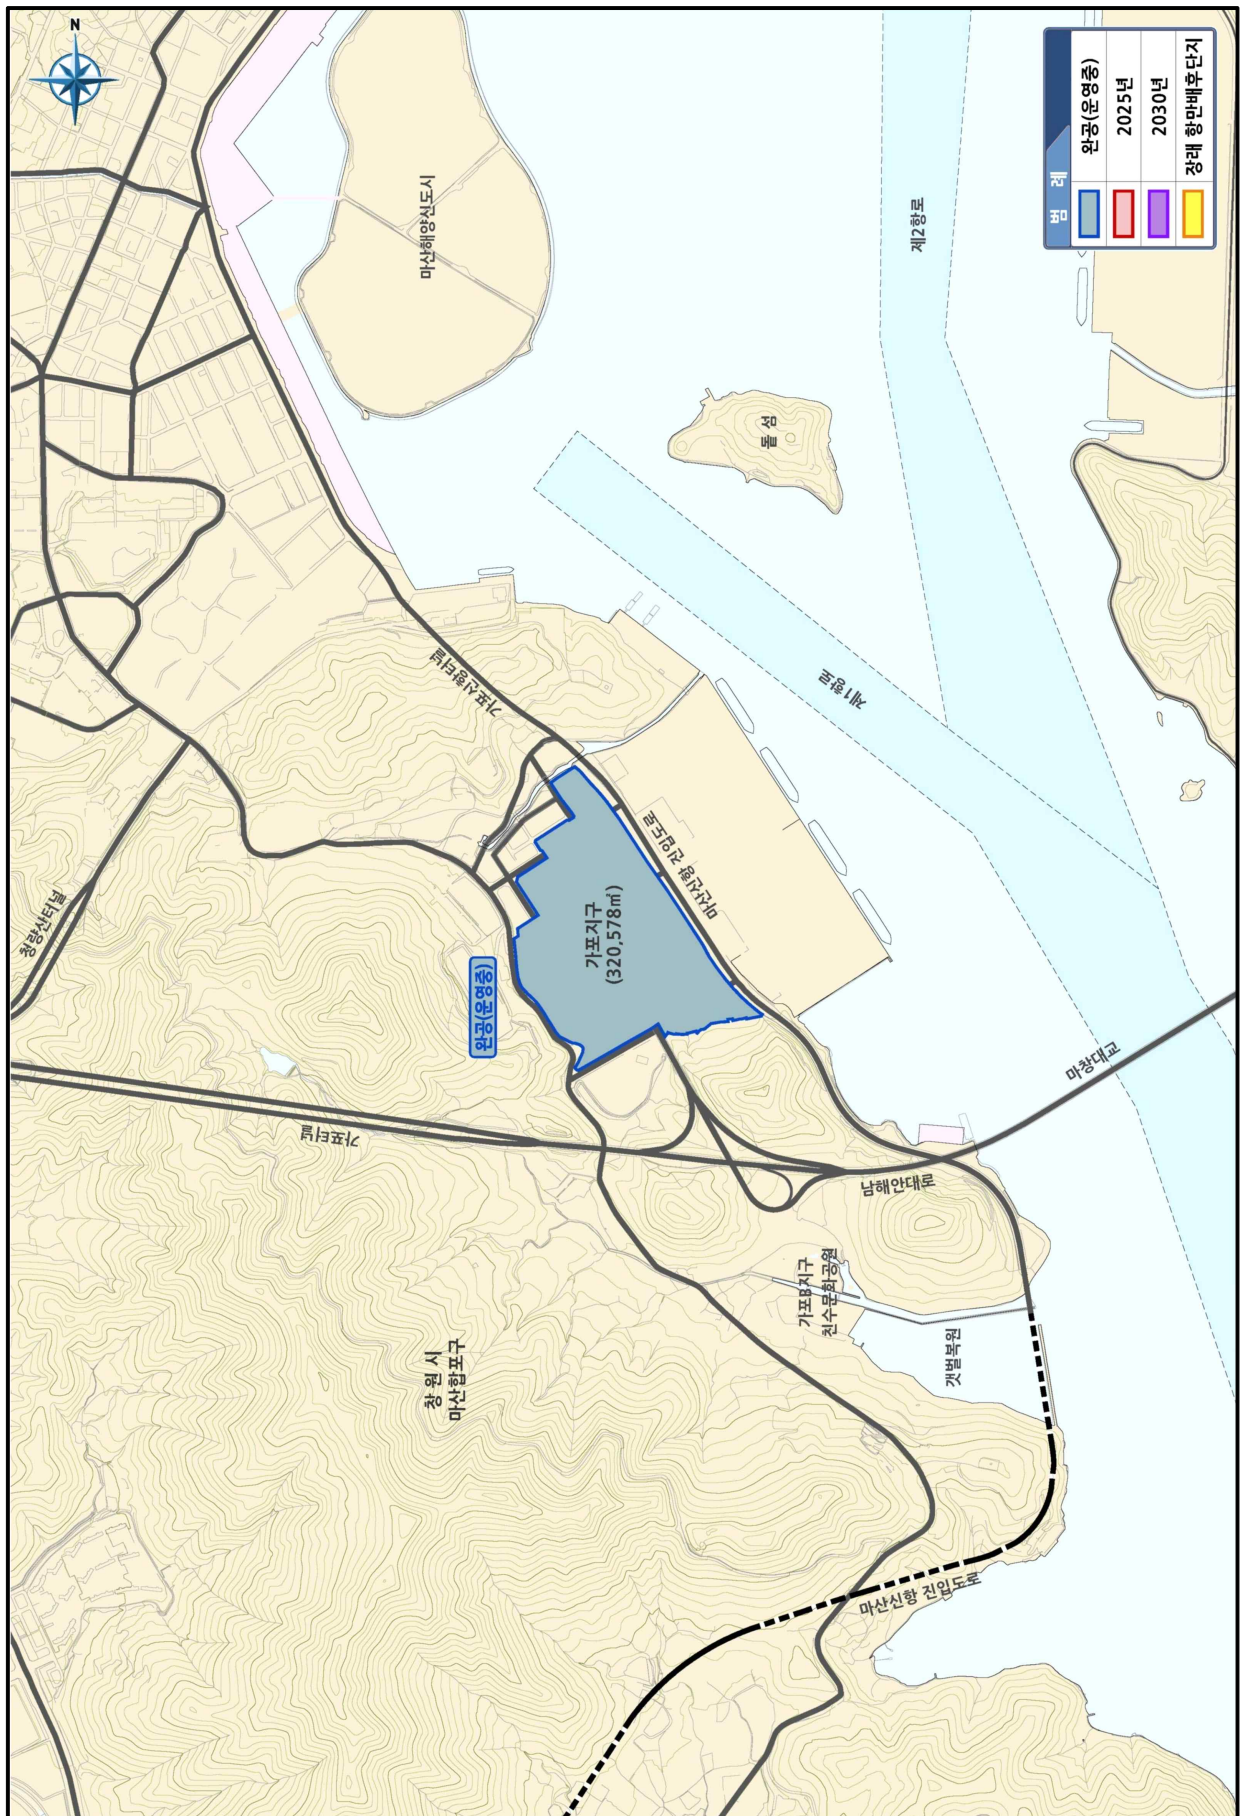 N
범 례
완공(운영중)
2025년
2030년
장래 항만배후단지
마산해양신도시
제2항로
돝섬
제1항로
가포신항터널
마산신항 진입도로
청량산터널
가포지구
(320,578㎡)
완공(운영중)
가포터널
마창대교
남해안대로
가포B지구
친수문화공원
갯벌복원
창원시
마산합포구
마산신항 진입도로